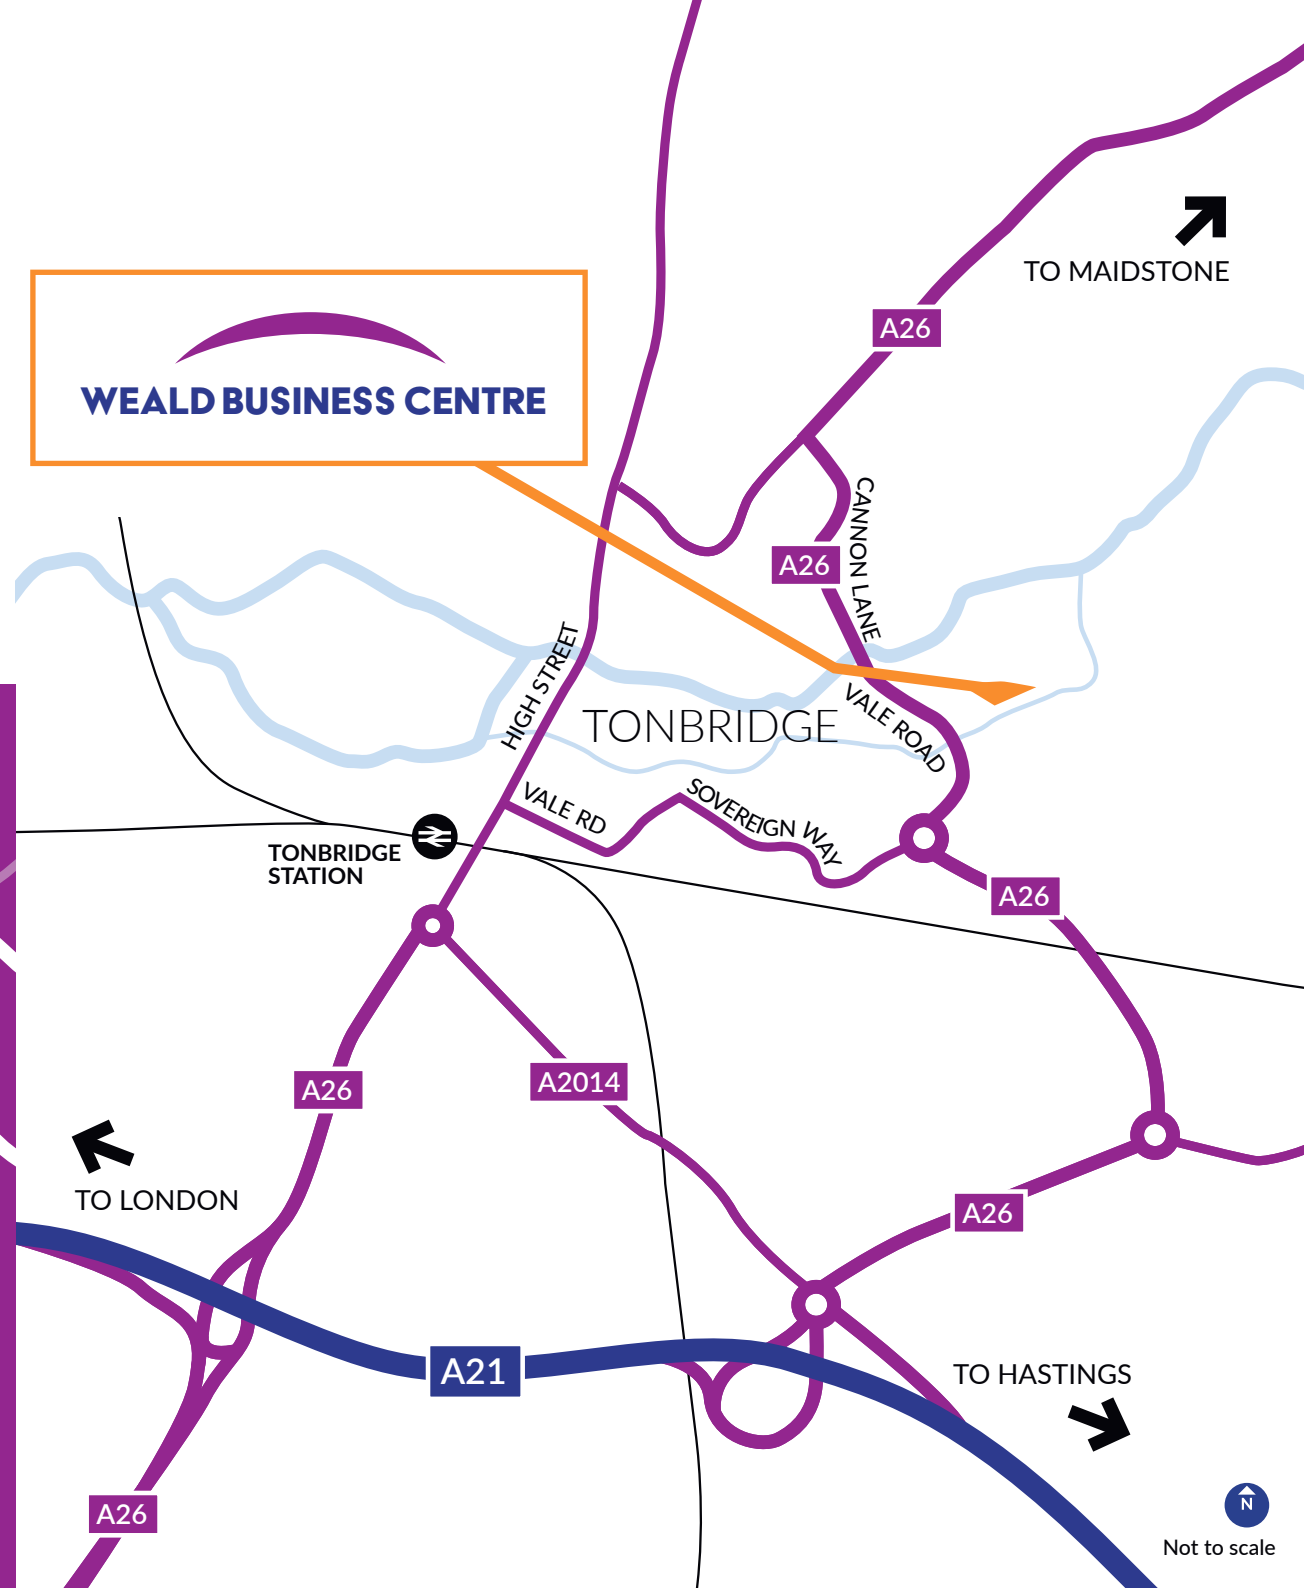 TO MAIDSTONE
A26
WEALD BUSINESS CENTRE
CANNON LANE
A26
HIGH STREET
TONBRIDGE
VALE ROAD
VALE RD
SOVEREIGN WAY
TONBRIDGE
STATION
A26
A26
A2014
TO LONDON
A26
A21
TO HASTINGS
N
A26
Not to scale